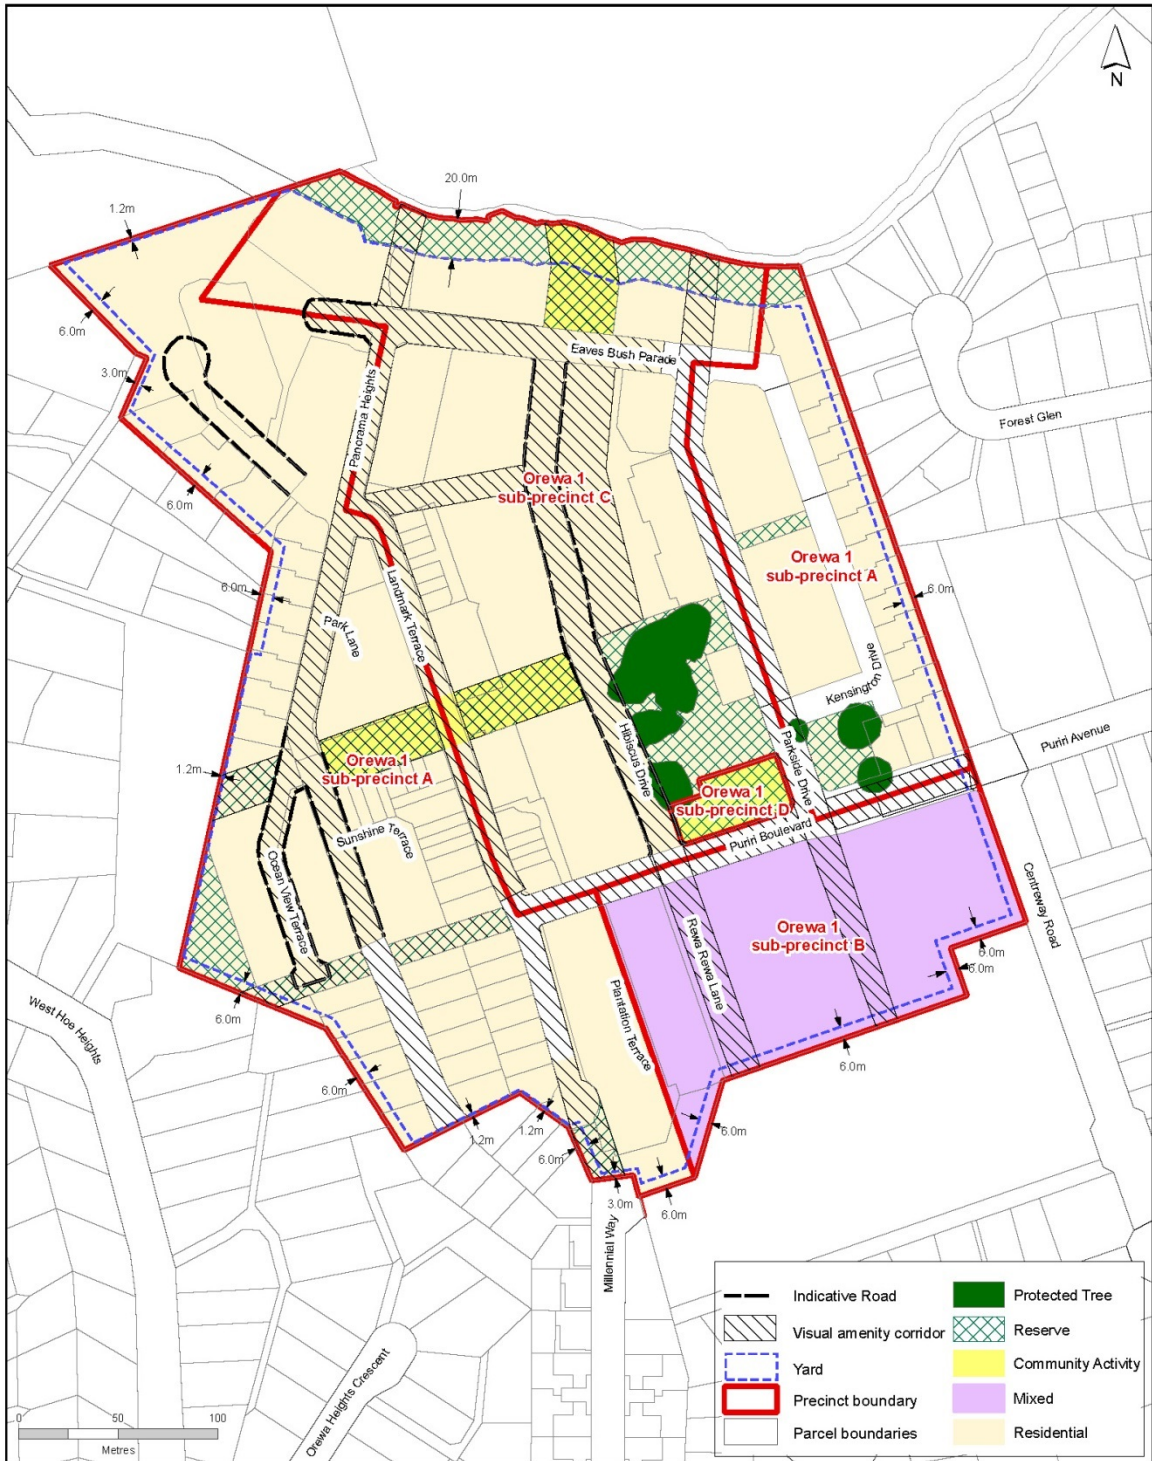 N
20.0m
1.2m
6.0m
3.0m
Eaves Bush Parade
Panorama Heights
Forest Glen
6.0m
Orewa 1
sub-precinct C
Orewa 1
sub-precinct A
6.0m
6.0m
Landmark Terrace
Park Lane
Kensington Drive
Puriri Avenue
Hibiscus Drive
Parkside Drive
1.2m
Orewa 1
sub-precinct A
Orewa 1
sub-precinct D
Puriri Boulevard
Sunshine Terrace
Ocean View Terrace
Centreway Road
Orewa 1
sub-precinct B
Rewa Rewa Lane
6.0m
6.0m
West Hoe Heights
6.0m
Plantation Terrace
6.0m
6.0m
1.2m
1.2m
6.0m
6.0m
3.0m
6.0m
Millennial Way
Orewa Heights Crescent
Indicative Road
Visual amenity corridor
Yard
Precinct boundary
Parcel boundaries
Protected Tree
Reserve
Community Activity
Mixed
Residential
0 50 100
Metres